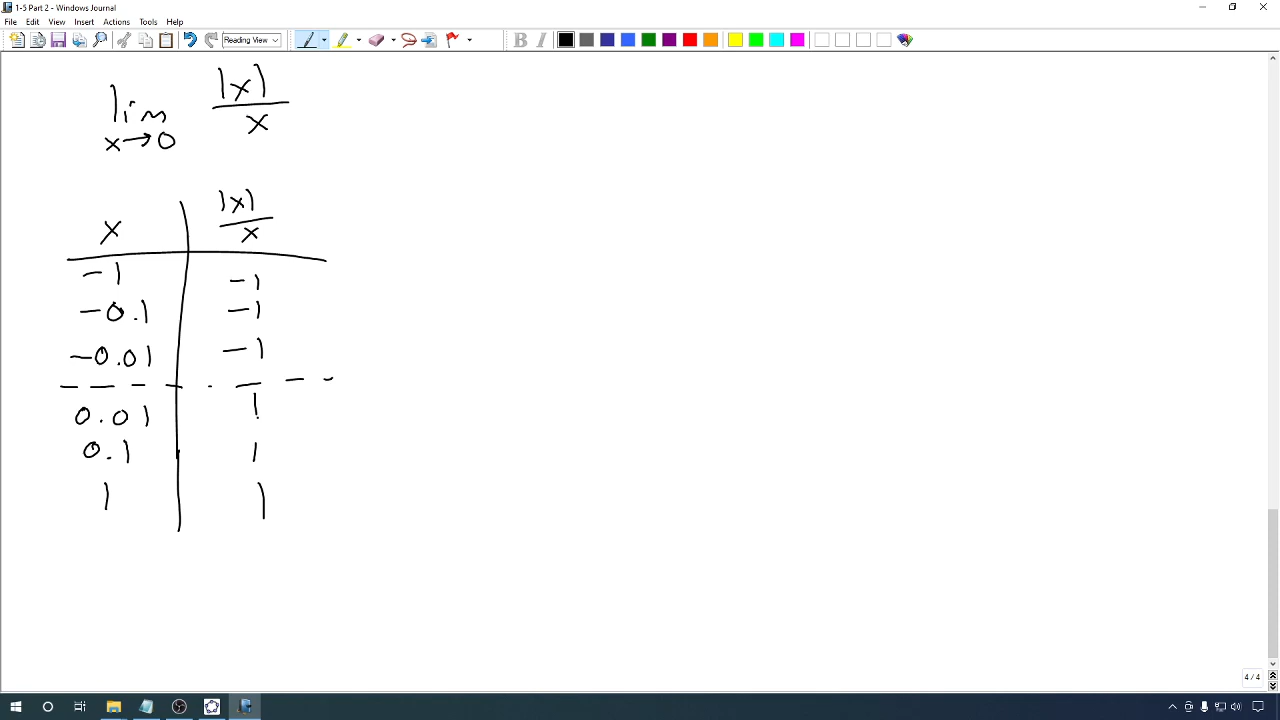 1-5 Part 2 - Windows Journal
File Edit View Insert Actions Tools Help
Reading View B I
lim |x|
x→0 x
x |x|
x
-1 -1
-0.1 -1
-0.01 -1
0.01 1
0.1 1
1 1
4 / 4